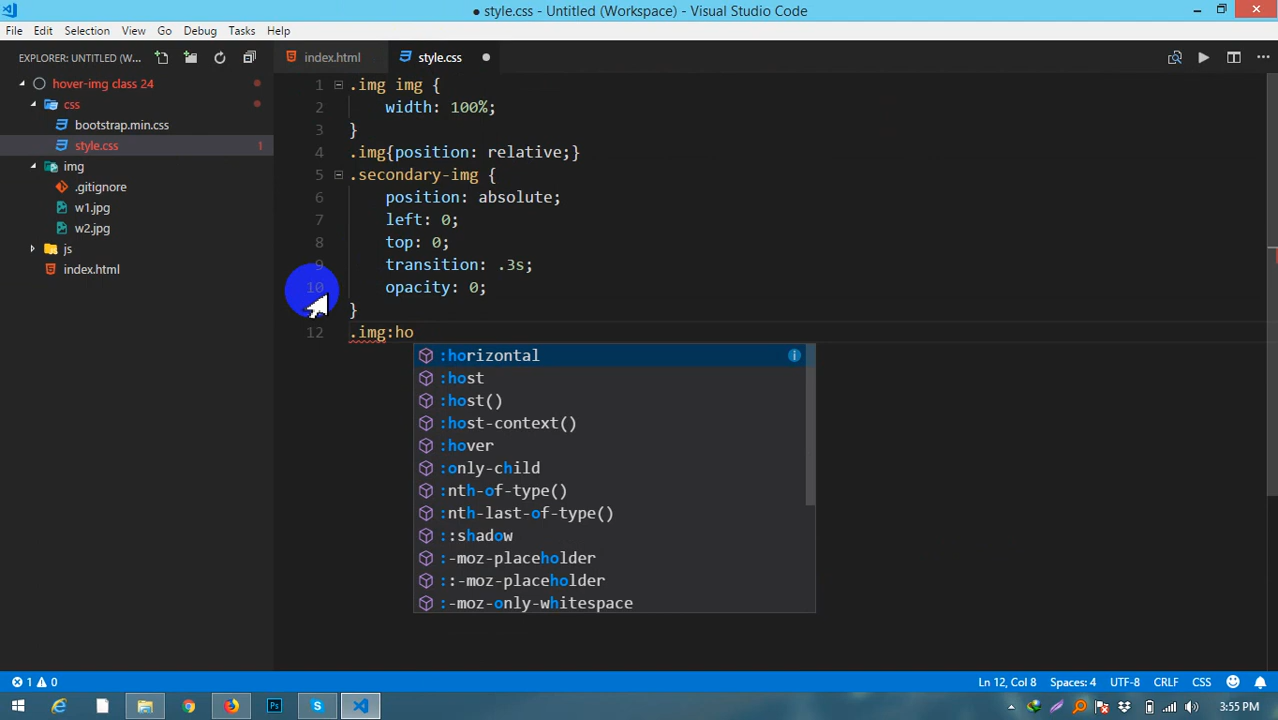 ● style.css - Untitled (Workspace) - Visual Studio Code
File Edit Selection View Go Debug Tasks Help
EXPLORER: UNTITLED (W...
index.html style.css ●
hover-img class 24
css
bootstrap.min.css
style.css 1
img
.gitignore
w1.jpg
w2.jpg
js
index.html
1 .img img {
2 width: 100%;
3 }
4 .img{position: relative;}
5 .secondary-img {
6 position: absolute;
7 left: 0;
8 top: 0;
9 transition: .3s;
10 opacity: 0;
}
12 .img:ho
:horizontal
:host
:host()
:host-context()
:hover
:only-child
:nth-of-type()
:nth-last-of-type()
::shadow
:-moz-placeholder
::-moz-placeholder
:-moz-only-whitespace
1 0 Ln 12, Col 8 Spaces: 4 UTF-8 CRLF CSS
3:55 PM